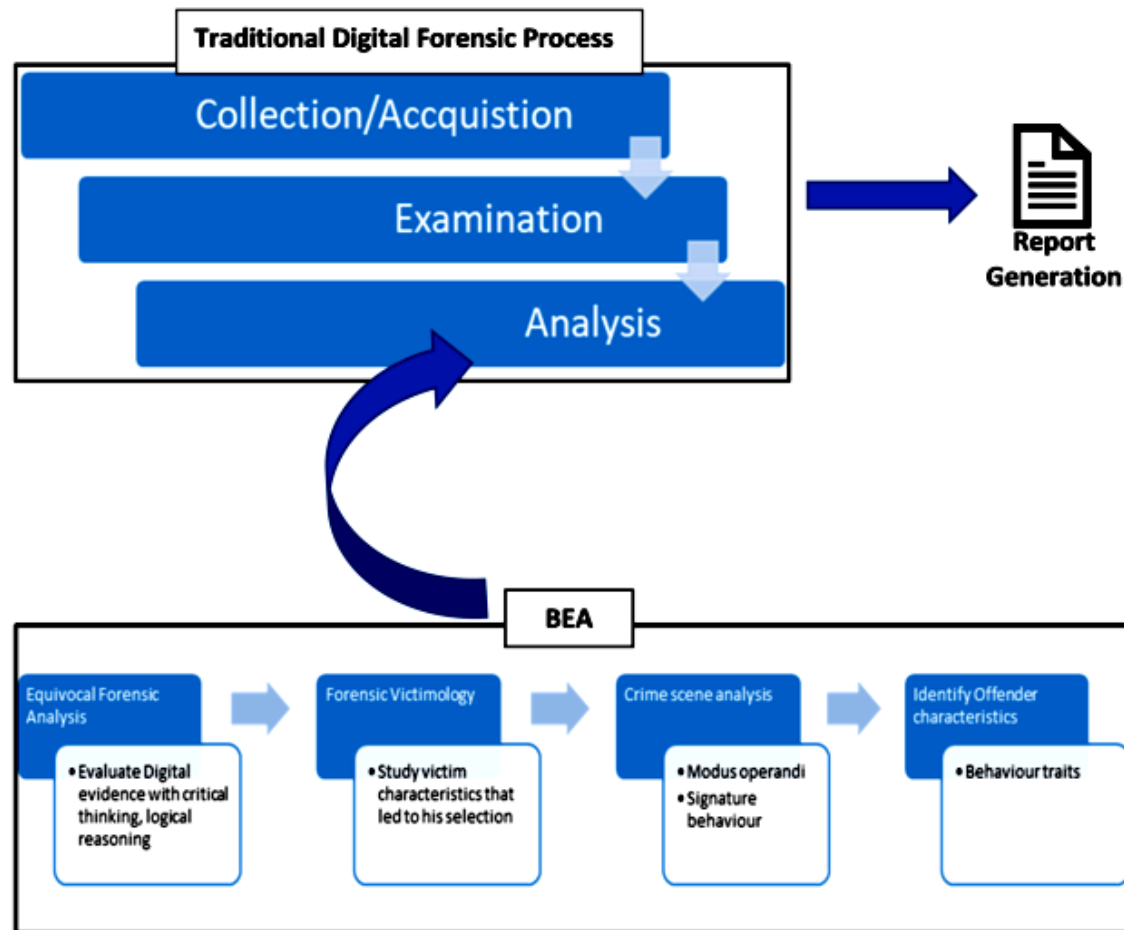 Traditional Digital Forensic Process
Collection/Accquistion
Examination
Analysis
Report
Generation
BEA
Equivocal Forensic
Analysis
• Evaluate Digital
evidence with critical
thinking, logical
reasoning
Forensic Victimology
• Study victim
characteristics that
led to his selection
Crime scene analysis
• Modus operandi
• Signature
behaviour
Identify Offender
characteristics
• Behaviour traits